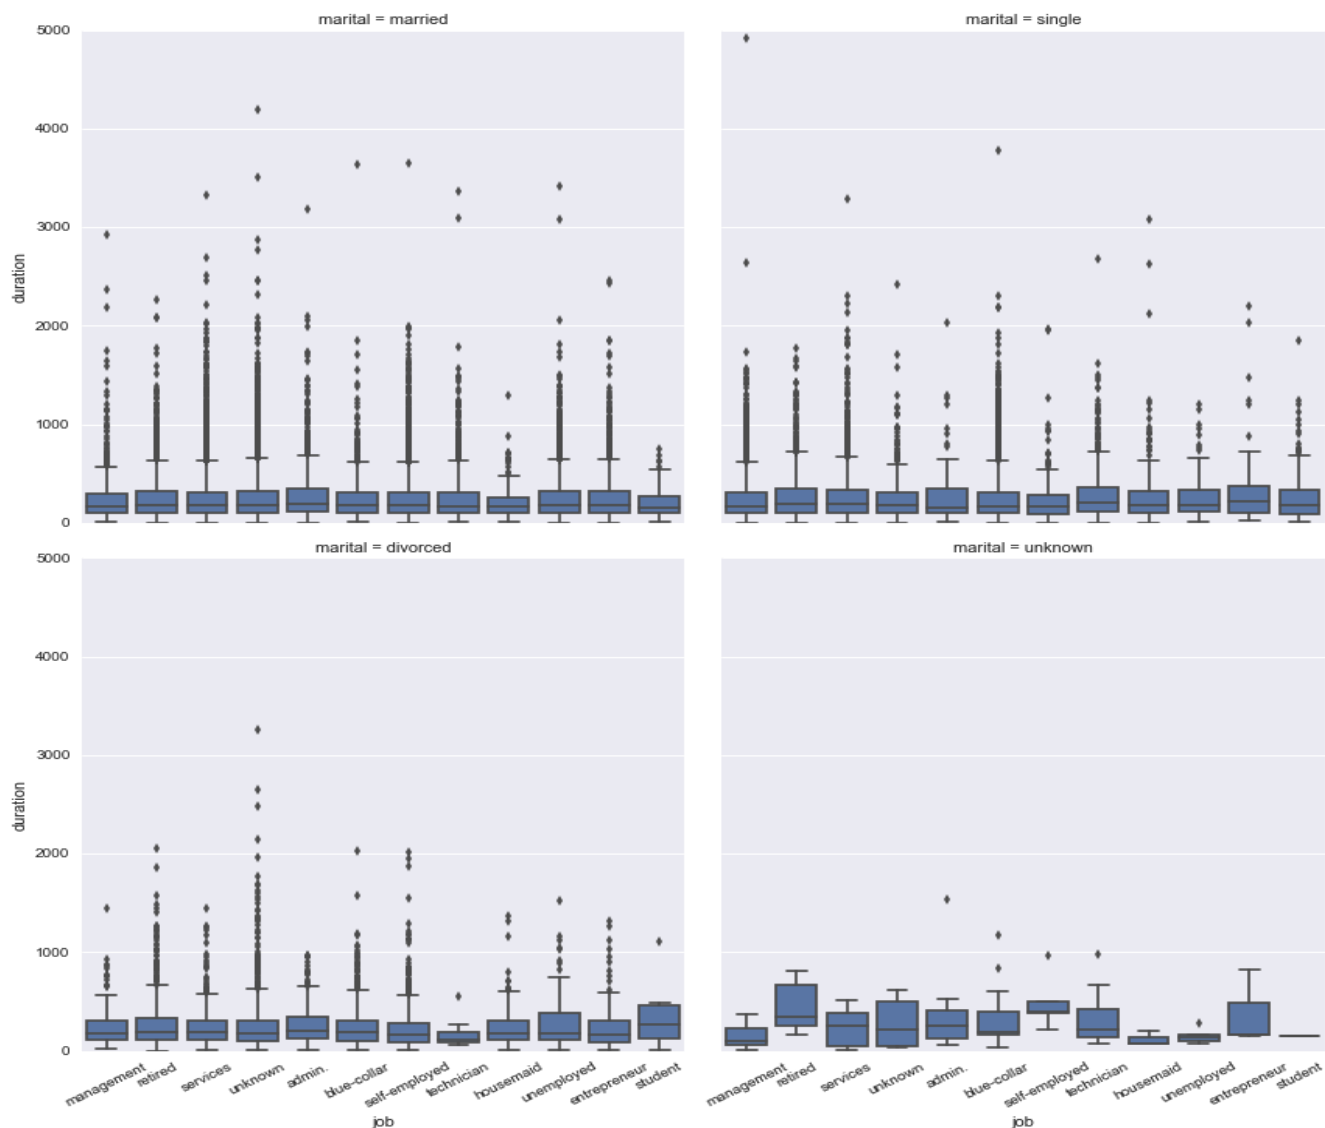 marital = married
marital = single
5000
4000
3000
2000
1000
0
duration
marital = divorced
marital = unknown
5000
4000
3000
2000
1000
0
duration
management retired services unknown admin. blue-collar self-employed technician housemaid unemployed entrepreneur student
management retired services unknown admin. blue-collar self-employed technician housemaid unemployed entrepreneur student
job
job